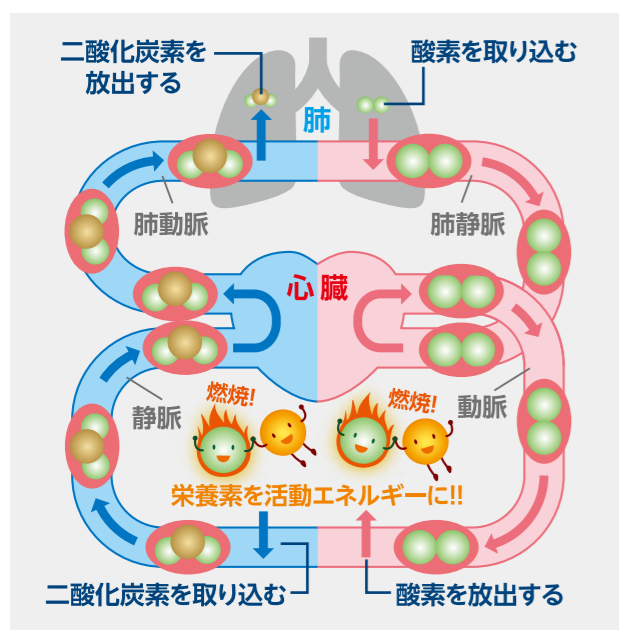 二酸化炭素を
放出する
酸素を取り込む
肺
肺動脈
肺静脈
心臓
静脈
動脈
燃焼!
燃焼!
栄養素を活動エネルギーに!!
二酸化炭素を取り込む
酸素を放出する